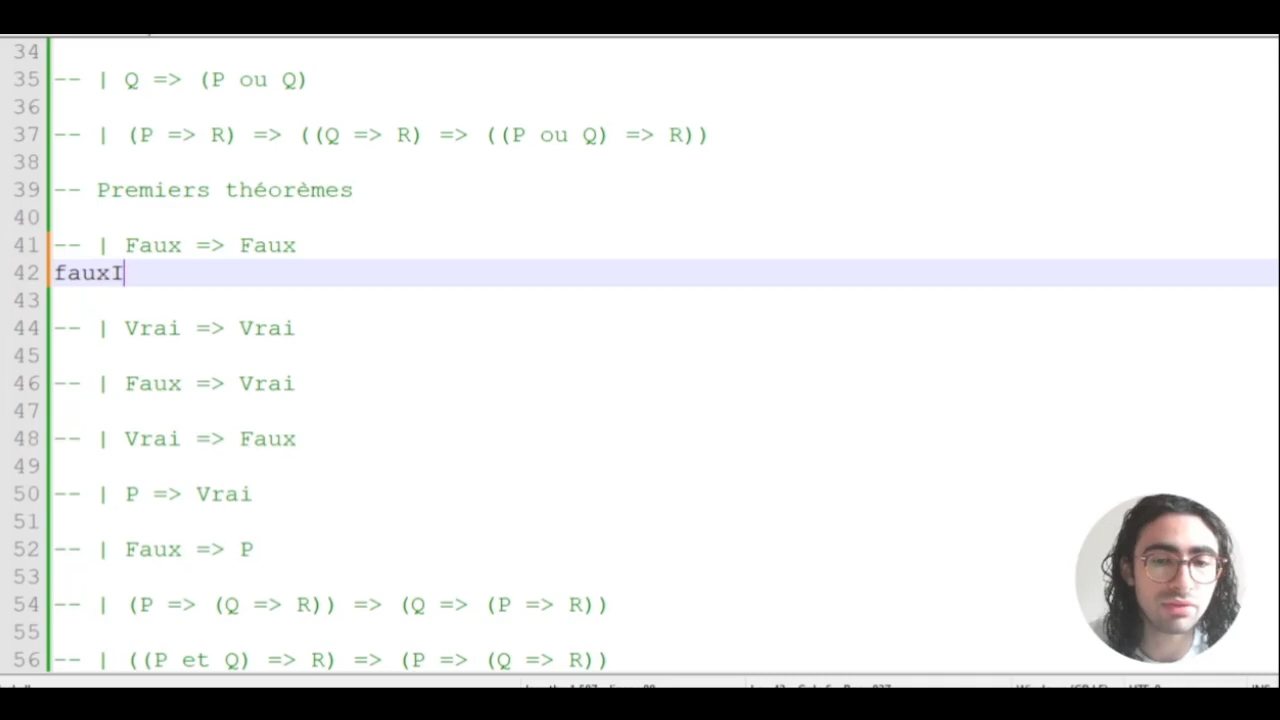 34
35 -- | Q => (P ou Q)
36
37 -- | (P => R) => ((Q => R) => ((P ou Q) => R))
38
39 -- Premiers théorèmes
40
41 -- | Faux => Faux
42 fauxI
43
44 -- | Vrai => Vrai
45
46 -- | Faux => Vrai
47
48 -- | Vrai => Faux
49
50 -- | P => Vrai
51
52 -- | Faux => P
53
54 -- | (P => (Q => R)) => (Q => (P => R))
55
56 -- | ((P et Q) => R) => (P => (Q => R))